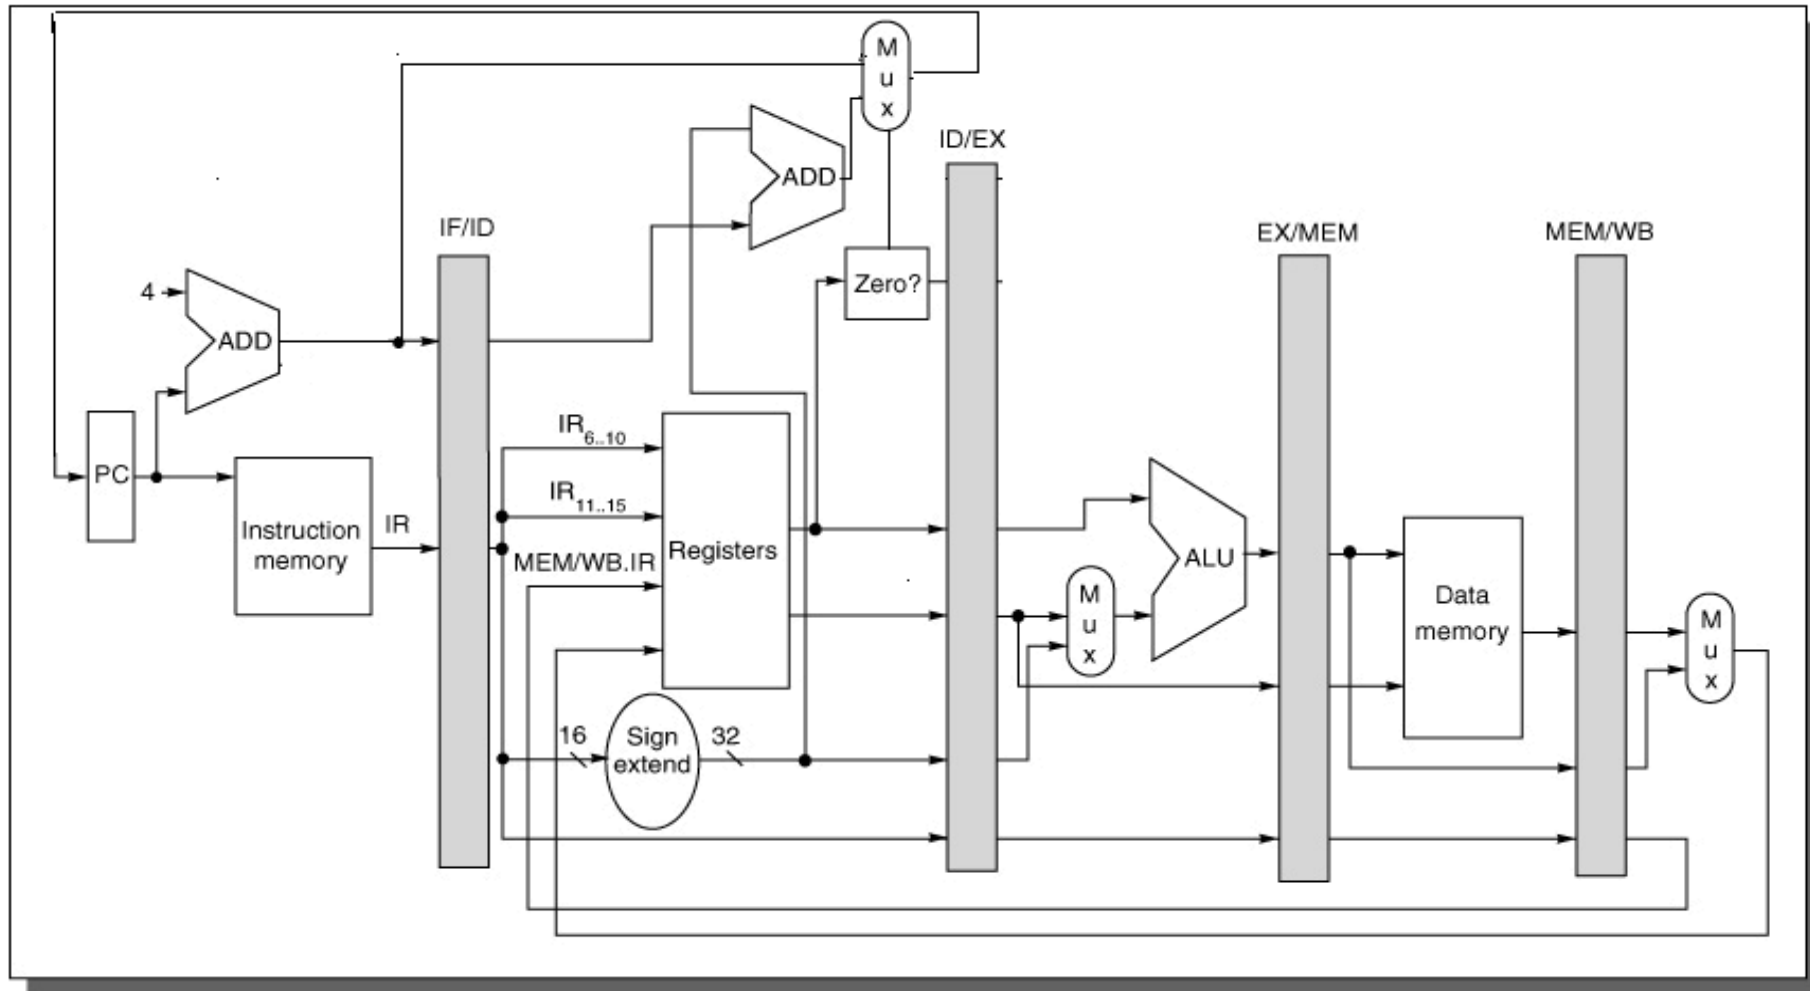 M
u
x
ID/EX
ADD
IF/ID
EX/MEM
MEM/WB
Zero?
4
ADD
IR6..10
PC
IR11..15
IR
Instruction
memory
Registers
MEM/WB.IR
ALU
M
u
x
Data
memory
M
u
x
16
Sign
extend
32